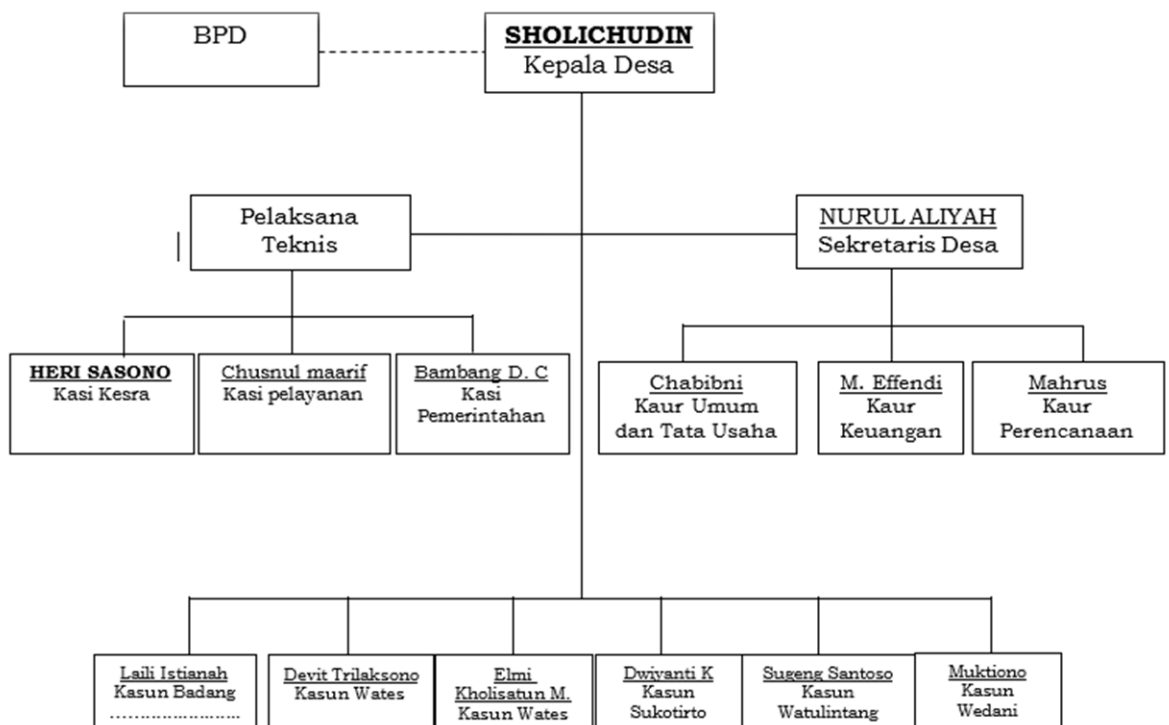 BPD
SHOLICHUDIN
Kepala Desa
Pelaksana
Teknis
NURUL ALIYAH
Sekretaris Desa
HERI SASONO
Kasi Kesra
Chusnul maarif
Kasi pelayanan
Bambang D. C
Kasi
Pemerintahan
Chabibni
Kaur Umum
dan Tata Usaha
M. Effendi
Kaur
Keuangan
Mahrus
Kaur
Perencanaan
Laili Istianah
Kasun Badang
........................
Devit Trilaksono
Kasun Wates
Elmi
Kholisatun M.
Kasun Wates
Dwiyanti K
Kasun
Sukotirto
Sugeng Santoso
Kasun
Watulintang
Muktiono
Kasun
Wedani